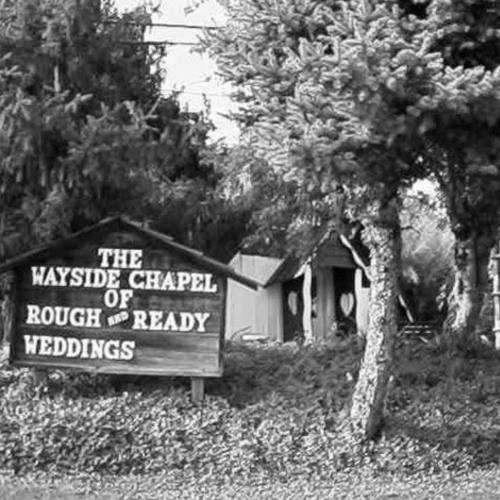 THE
WAYSIDE CHAPEL
OF
ROUGH AND READY
WEDDINGS